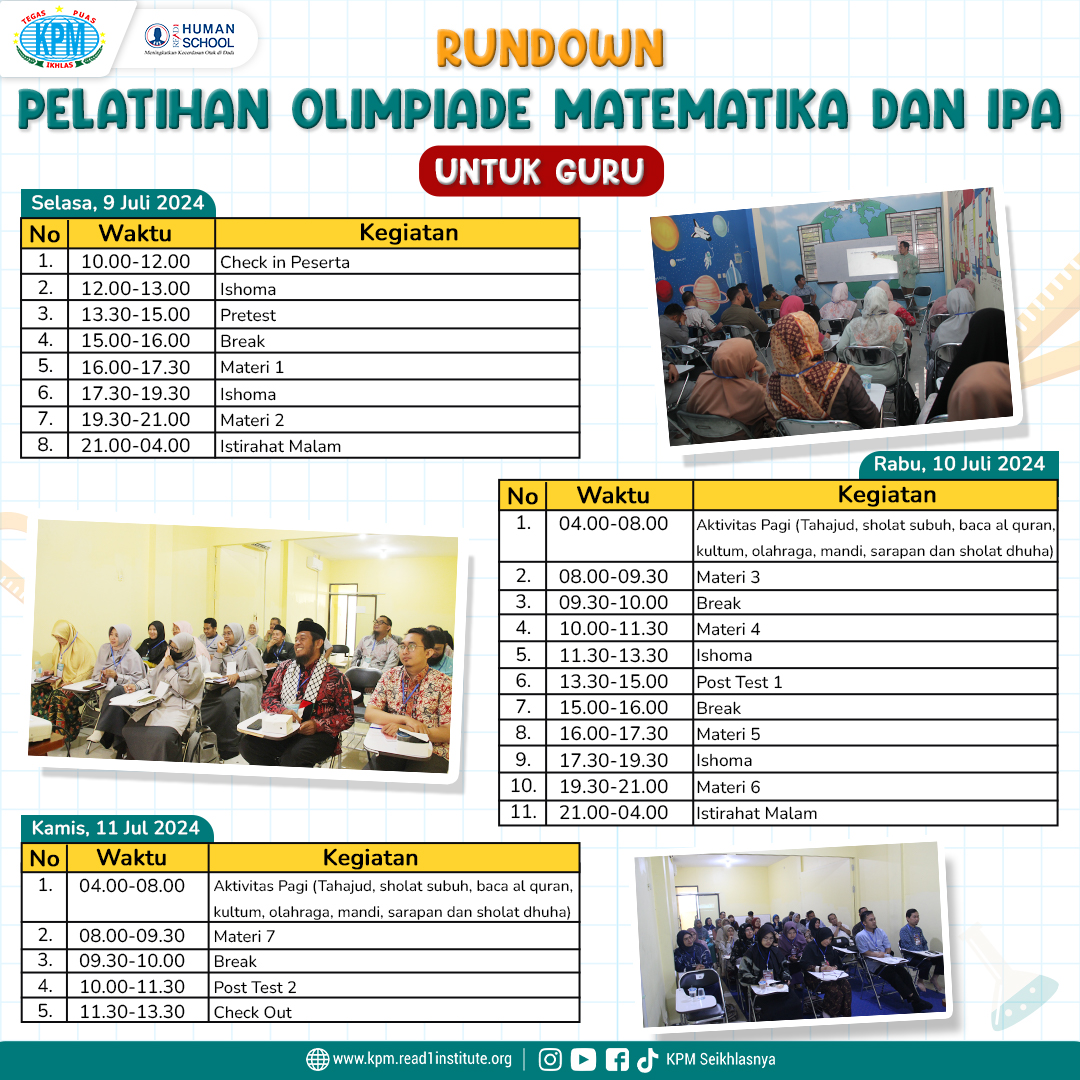 TEGAS PUAS
KPM
IKHLAS
READI HUMAN
SCHOOL
Meningkatkan Kecerdasan Otak di Dada
RUNDOWN
PELATIHAN OLIMPIADE MATEMATIKA DAN IPA
UNTUK GURU
Selasa, 9 Juli 2024
No Waktu Kegiatan
1. 10.00-12.00 Check in Peserta
2. 12.00-13.00 Ishoma
3. 13.30-15.00 Pretest
4. 15.00-16.00 Break
5. 16.00-17.30 Materi 1
6. 17.30-19.30 Ishoma
7. 19.30-21.00 Materi 2
8. 21.00-04.00 Istirahat Malam
Rabu, 10 Juli 2024
No Waktu Kegiatan
1. 04.00-08.00 Aktivitas Pagi (Tahajud, sholat subuh, baca al quran,
kultum, olahraga, mandi, sarapan dan sholat dhuha)
2. 08.00-09.30 Materi 3
3. 09.30-10.00 Break
4. 10.00-11.30 Materi 4
5. 11.30-13.30 Ishoma
6. 13.30-15.00 Post Test 1
7. 15.00-16.00 Break
8. 16.00-17.30 Materi 5
9. 17.30-19.30 Ishoma
10. 19.30-21.00 Materi 6
11. 21.00-04.00 Istirahat Malam
Kamis, 11 Jul 2024
No Waktu Kegiatan
1. 04.00-08.00 Aktivitas Pagi (Tahajud, sholat subuh, baca al quran,
kultum, olahraga, mandi, sarapan dan sholat dhuha)
2. 08.00-09.30 Materi 7
3. 09.30-10.00 Break
4. 10.00-11.30 Post Test 2
5. 11.30-13.30 Check Out
www.kpm.read1institute.org | KPM Seikhlasnya